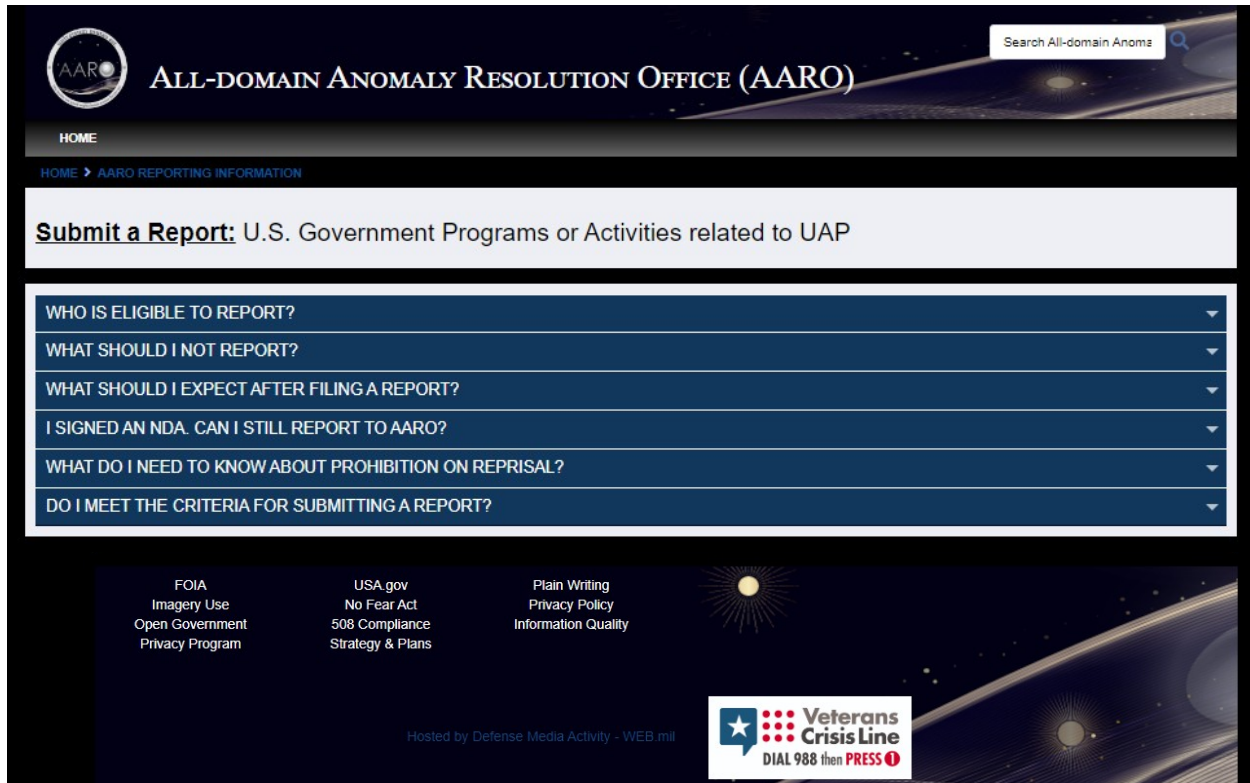 AARO
ALL-DOMAIN ANOMALY RESOLUTION OFFICE (AARO)
Search All-domain Anoma
HOME
HOME > AARO REPORTING INFORMATION
Submit a Report: U.S. Government Programs or Activities related to UAP
WHO IS ELIGIBLE TO REPORT?
WHAT SHOULD I NOT REPORT?
WHAT SHOULD I EXPECT AFTER FILING A REPORT?
I SIGNED AN NDA. CAN I STILL REPORT TO AARO?
WHAT DO I NEED TO KNOW ABOUT PROHIBITION ON REPRISAL?
DO I MEET THE CRITERIA FOR SUBMITTING A REPORT?
FOIA
Imagery Use
Open Government
Privacy Program
USA.gov
No Fear Act
508 Compliance
Strategy & Plans
Plain Writing
Privacy Policy
Information Quality
Hosted by Defense Media Activity - WEB.mil
Veterans
Crisis Line
DIAL 988 then PRESS 1